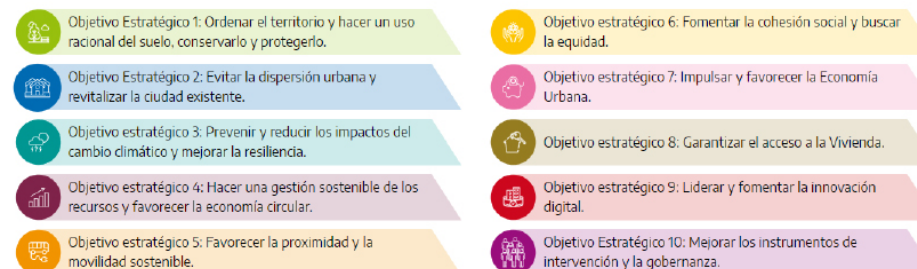 Objetivo Estratégico 1: Ordenar el territorio y hacer un uso
racional del suelo, conservarlo y protegerlo.
Objetivo Estratégico 2: Evitar la dispersión urbana y
revitalizar la ciudad existente.
Objetivo estratégico 3: Prevenir y reducir los impactos del
cambio climático y mejorar la resiliencia.
Objetivo estratégico 4: Hacer una gestión sostenible de los
recursos y favorecer la economía circular.
Objetivo estratégico 5: Favorecer la proximidad y la
movilidad sostenible.
Objetivo estratégico 6: Fomentar la cohesión social y buscar
la equidad.
Objetivo estratégico 7: Impulsar y favorecer la Economía
Urbana.
Objetivo estratégico 8: Garantizar el acceso a la Vivienda.
Objetivo estratégico 9: Liderar y fomentar la innovación
digital.
Objetivo Estratégico 10: Mejorar los instrumentos de
intervención y la gobernanza.